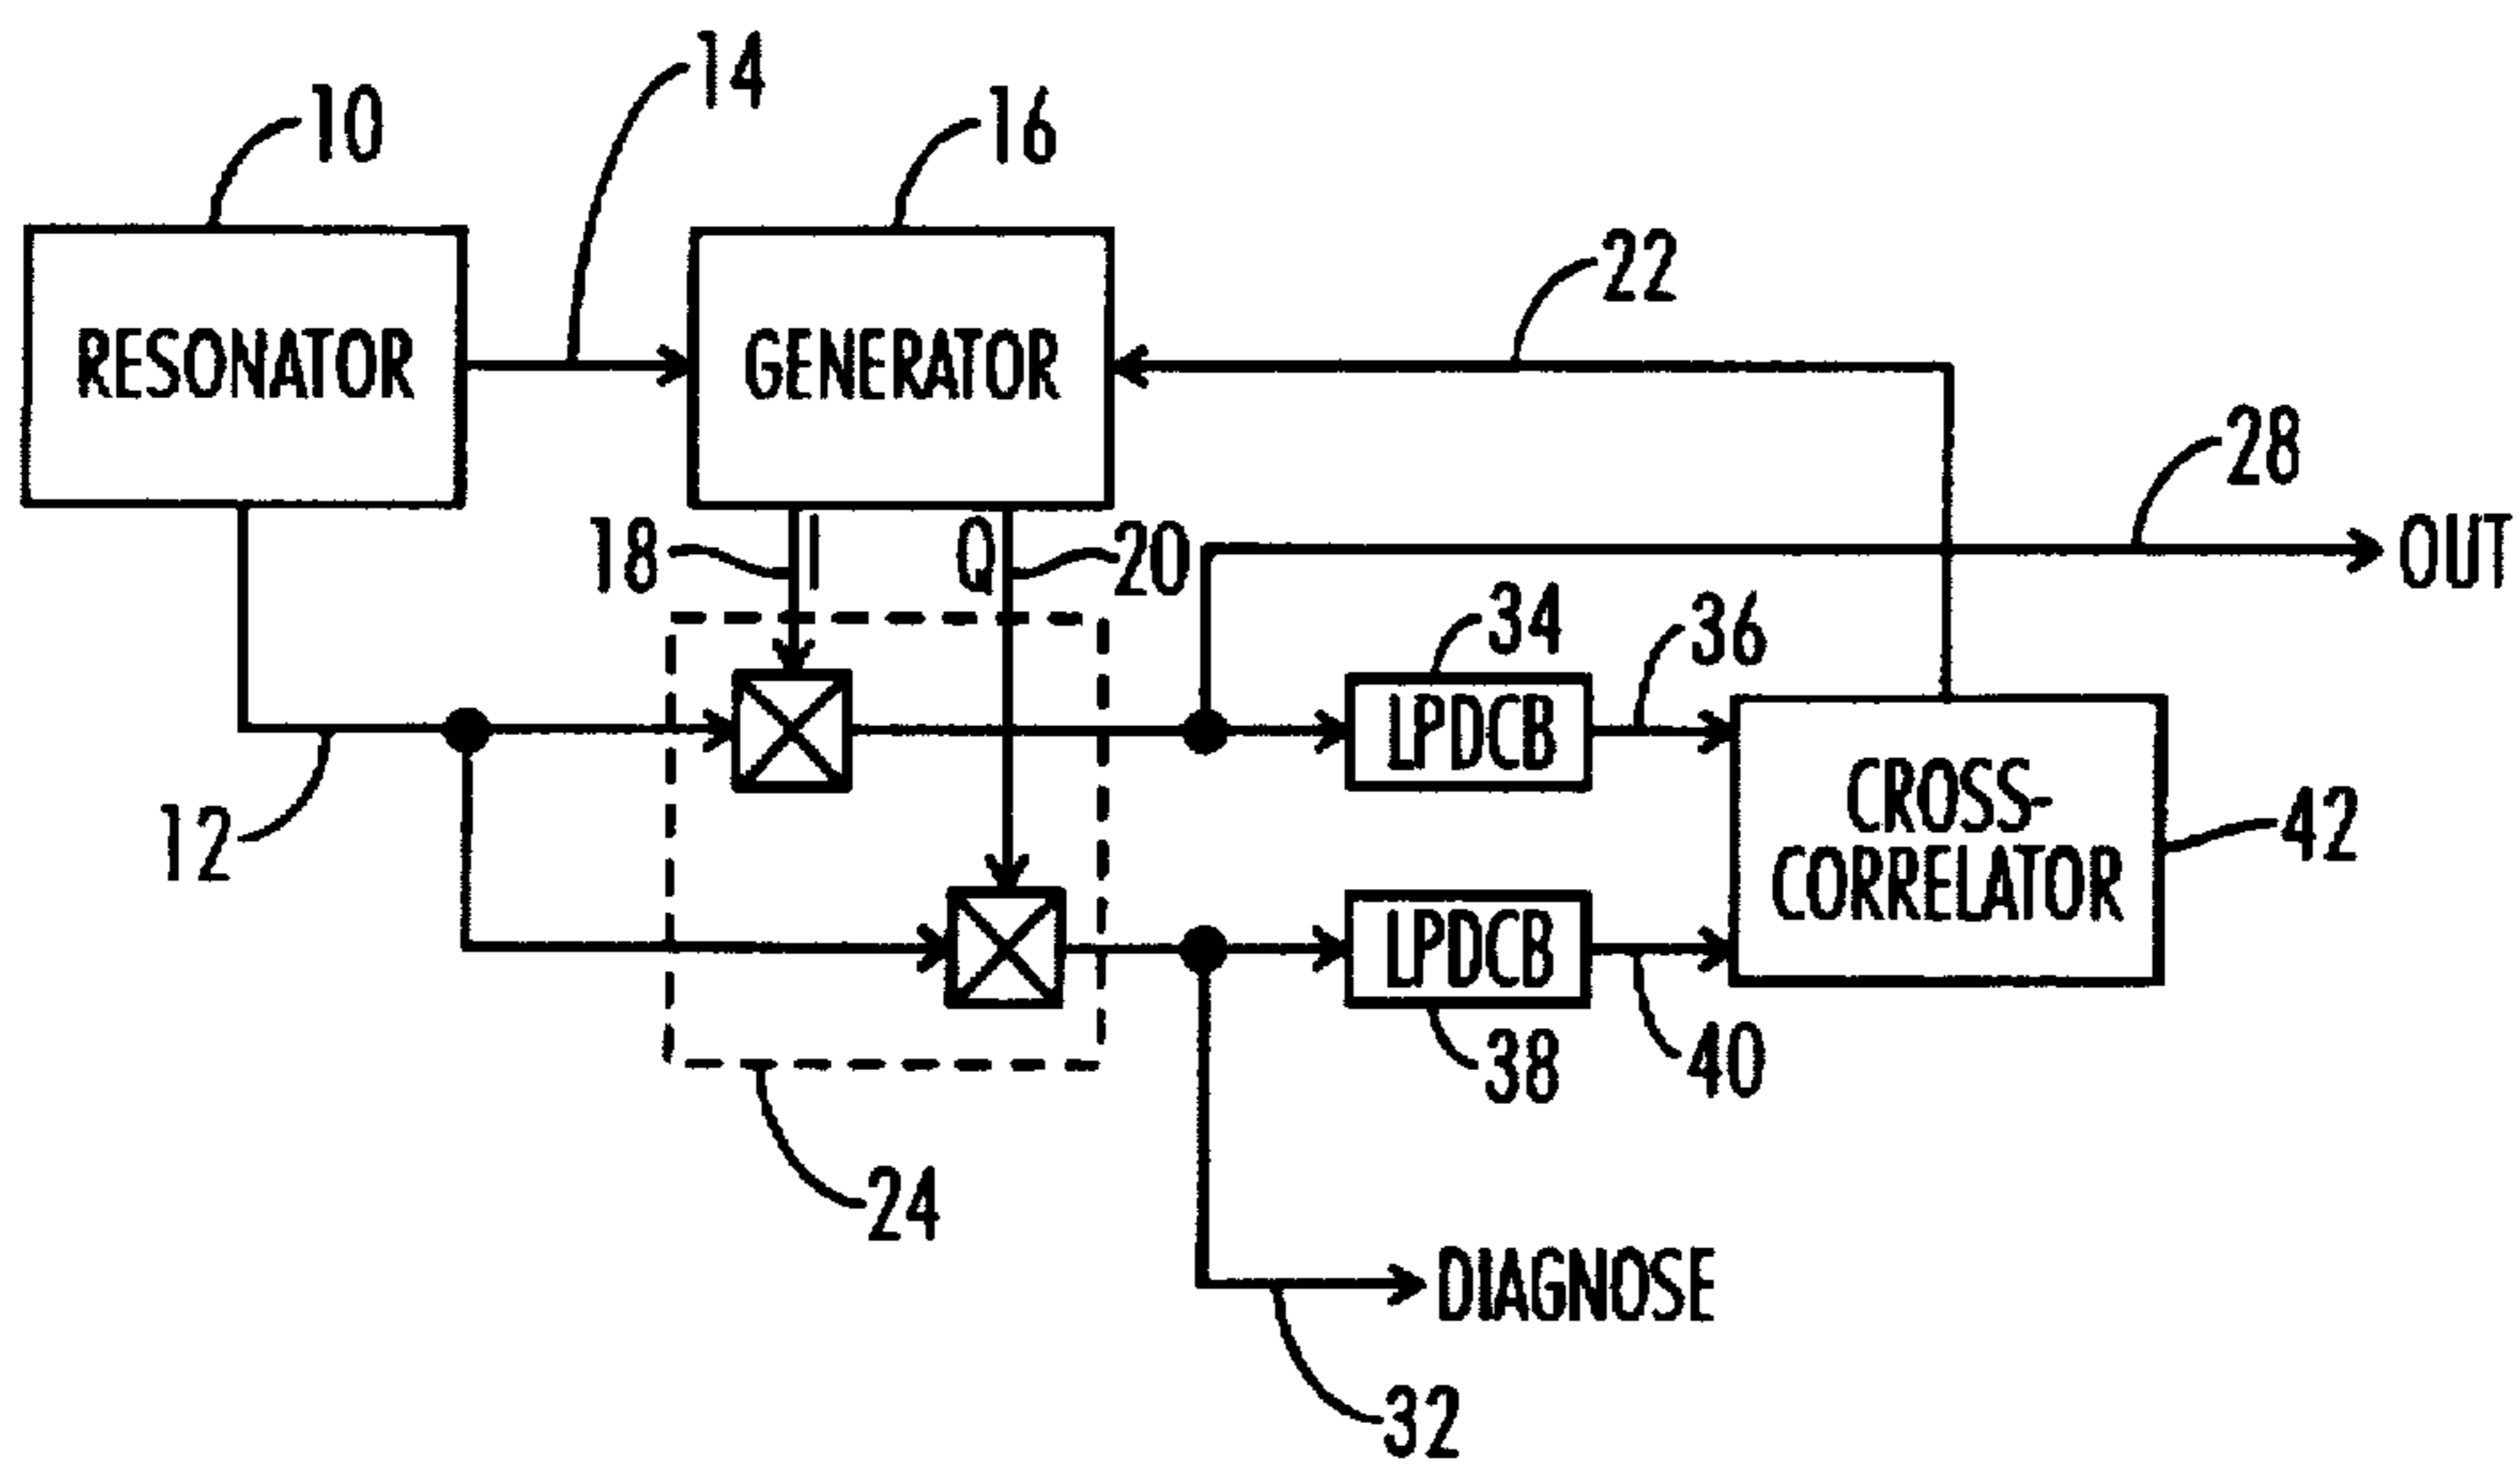 14
10
16
22
RESONATOR
GENERATOR
28
18
I
Q
20
OUT
34
36
LPDCB
12
CROSS-
CORRELATOR
42
LPDCB
38
40
24
DIAGNOSE
32